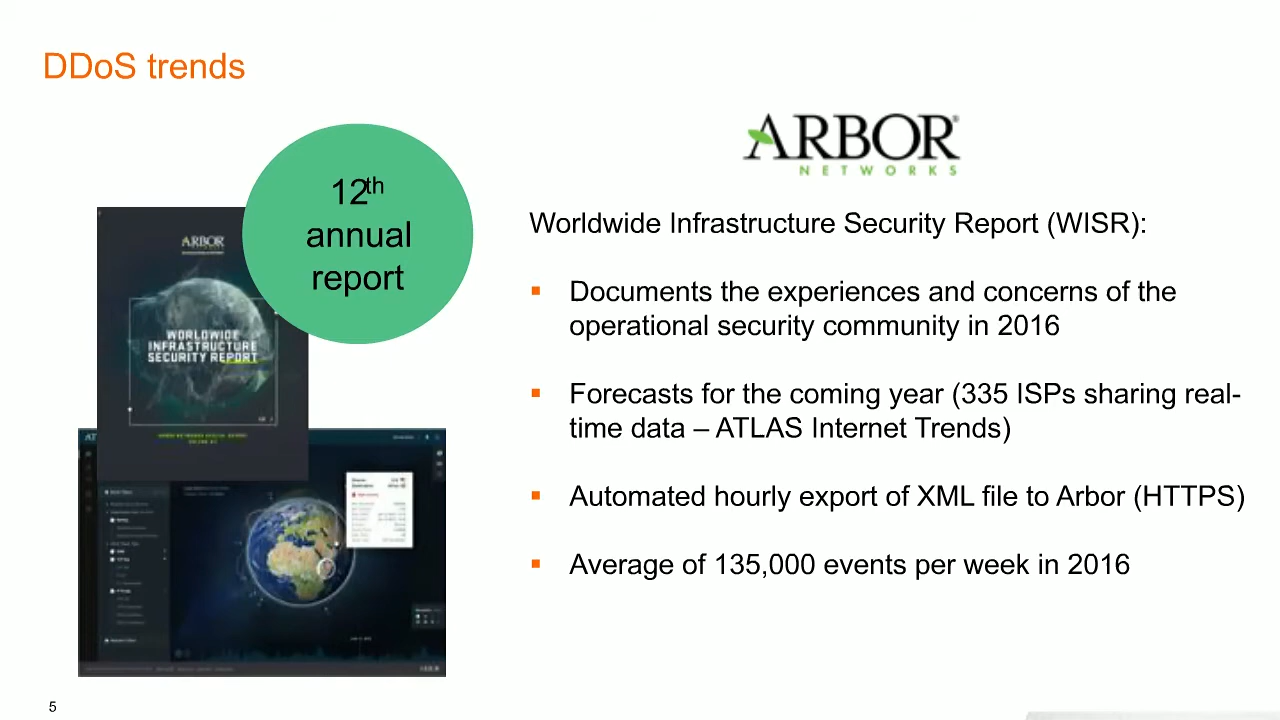 DDoS trends
12th
annual
report
ARBOR®
NETWORKS
ARBOR
WORLDWIDE
INFRASTRUCTURE
SECURITY REPORT
Worldwide Infrastructure Security Report (WISR):
▪ Documents the experiences and concerns of the
operational security community in 2016
▪ Forecasts for the coming year (335 ISPs sharing real-
time data – ATLAS Internet Trends)
▪ Automated hourly export of XML file to Arbor (HTTPS)
▪ Average of 135,000 events per week in 2016
5